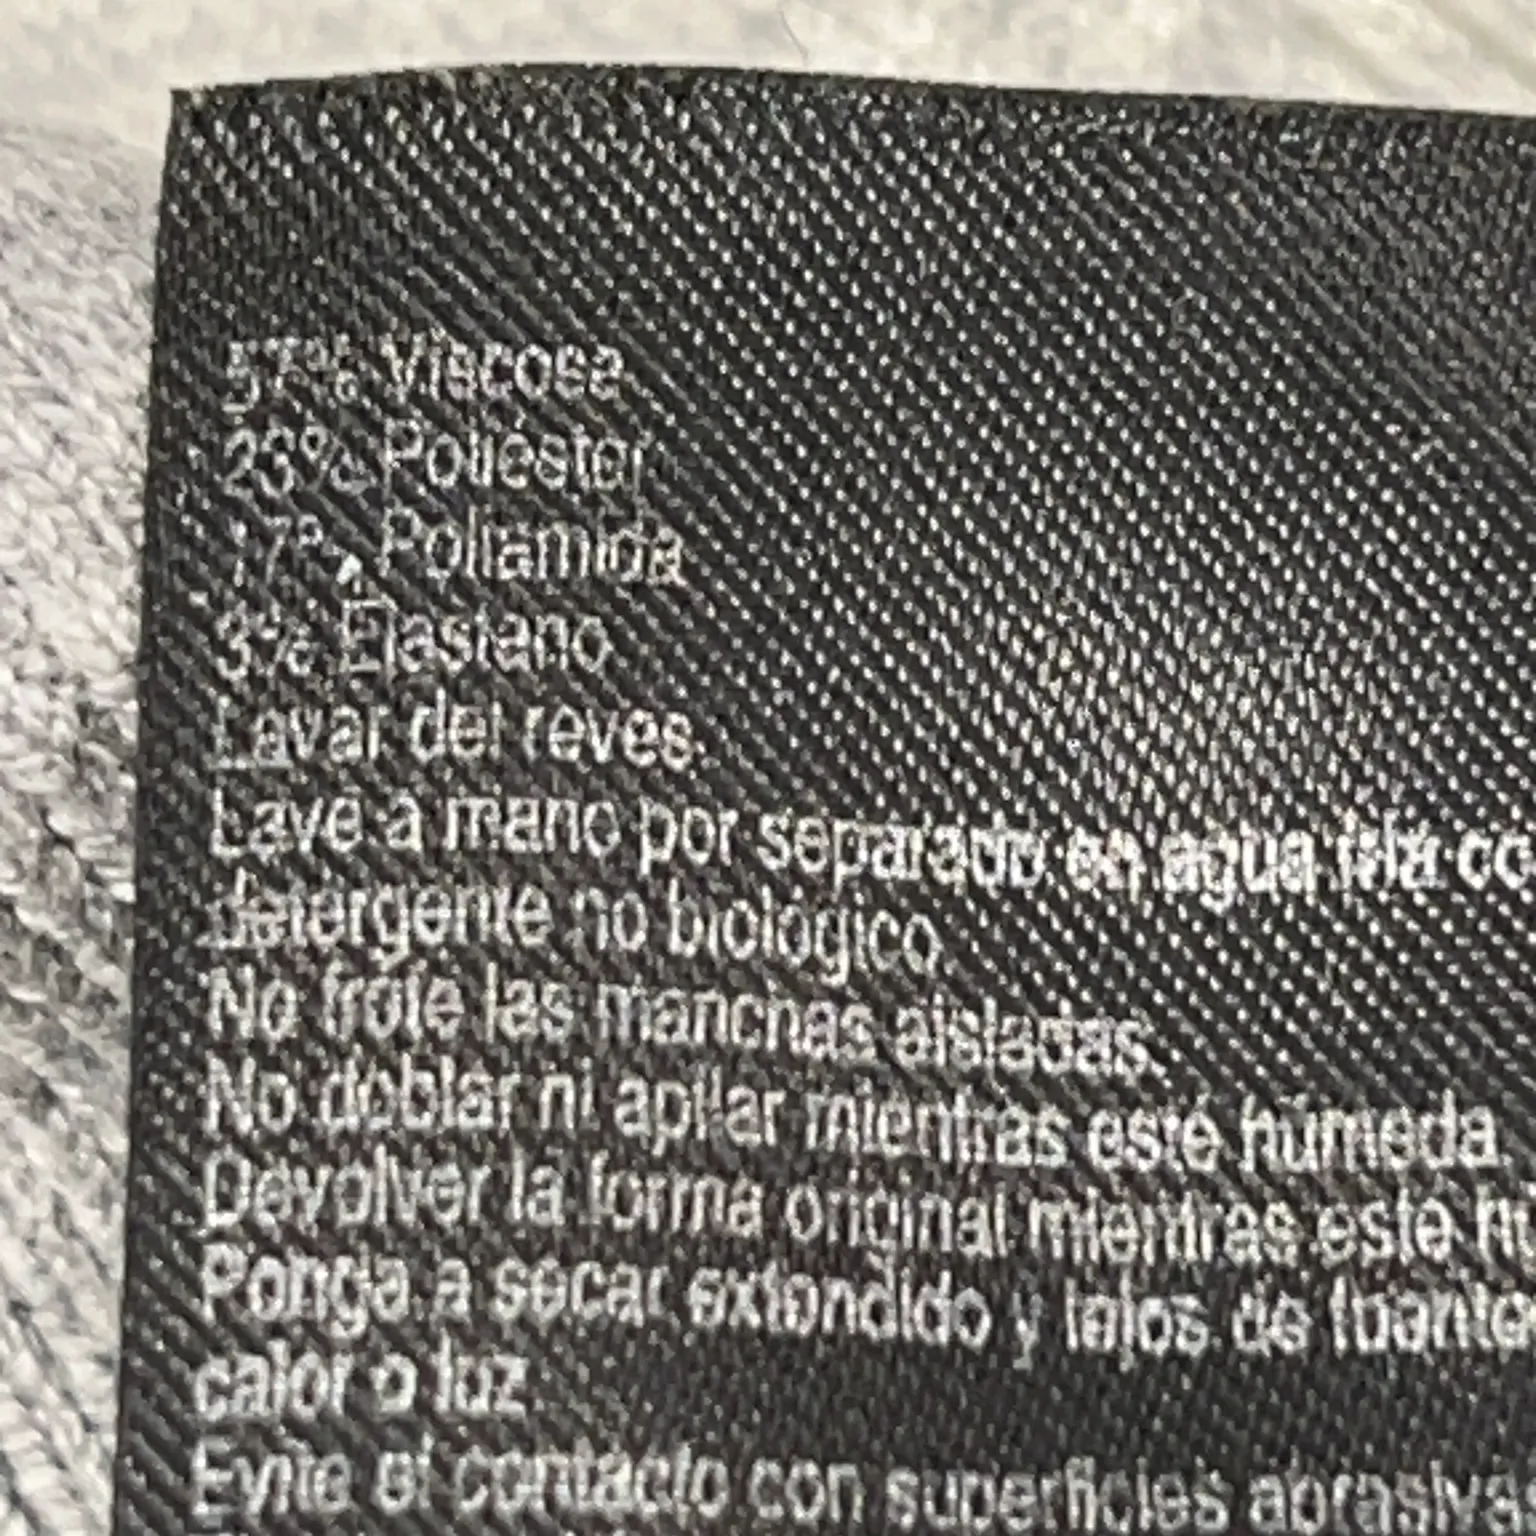 57% Viscosa
23% Poliéster
17% Poliamida
3% Elastano
Lavar del revés.
Lave a mano por separado en agua fría co
detergente no biológico.
No frote las manchas aisladas.
No doblar ni apilar mientras esté húmeda.
Devolver la forma original mientras esté hú
Ponga a secar extendido y lejos de fuente
calor o luz
Evite el contacto con superficies abrasiva